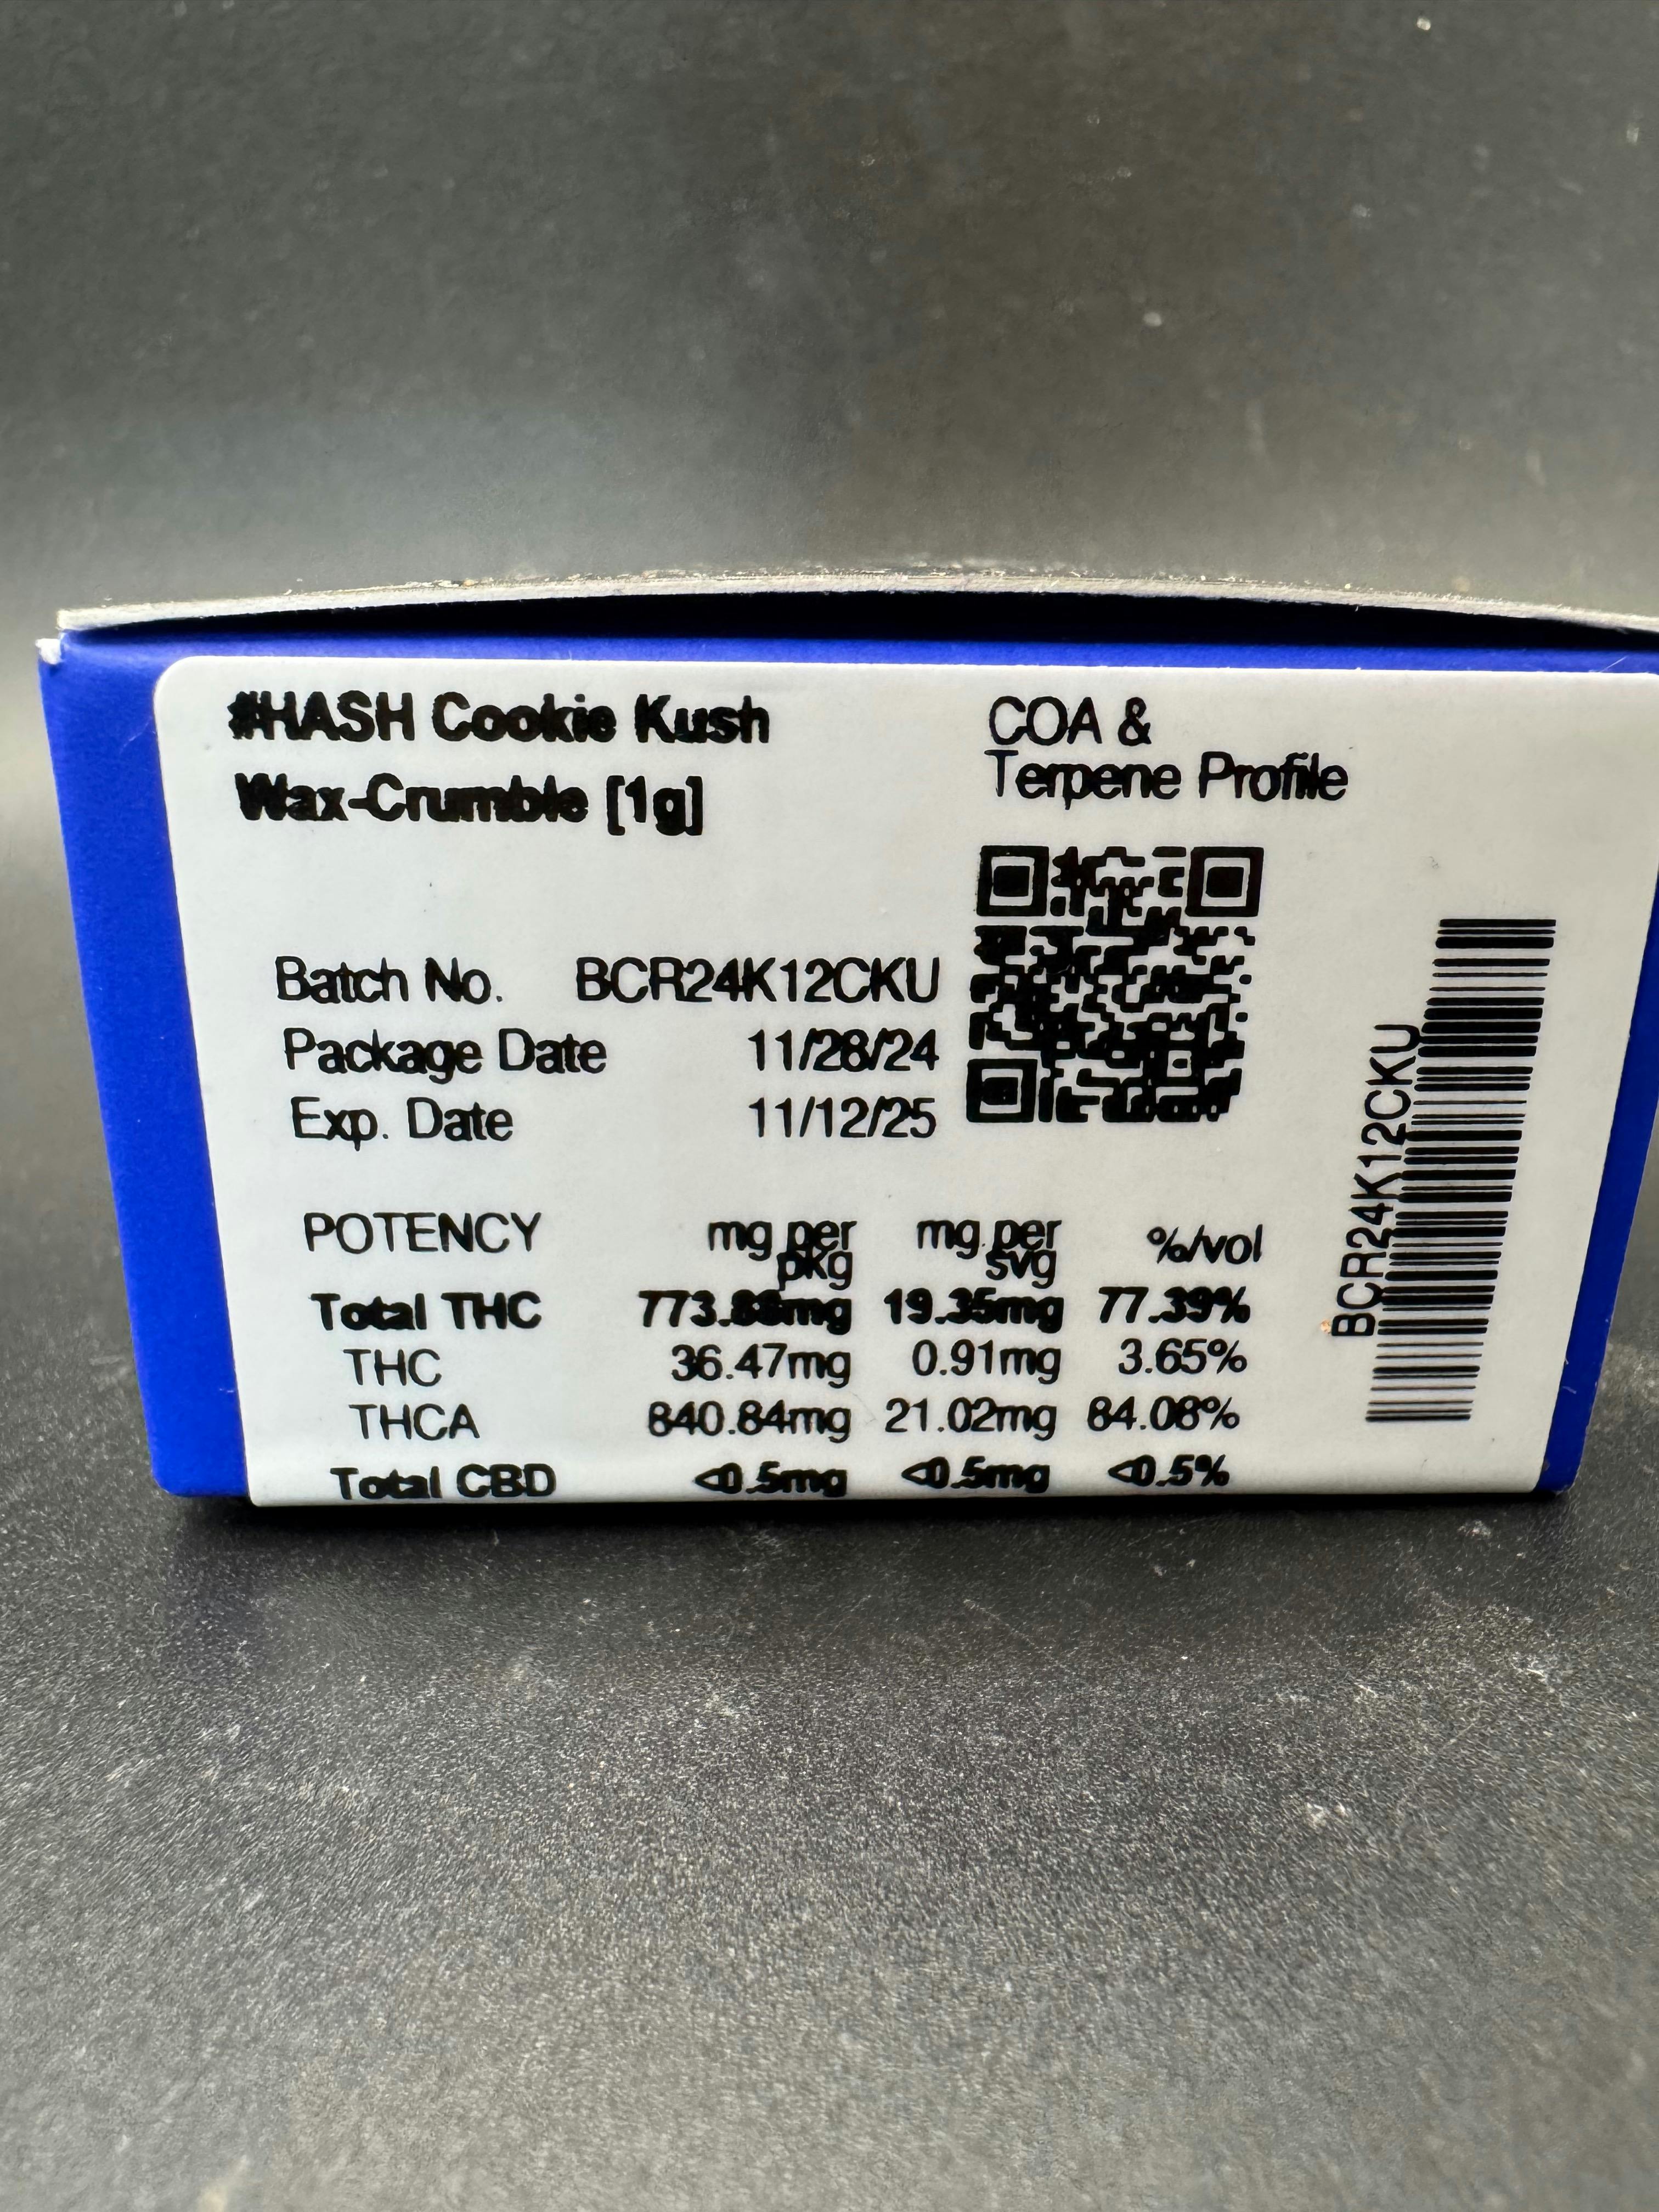 #HASH Cookie Kush
Wax-Crumble [1g]
COA &
Terpene Profile
Batch No. BCR24K12CKU
Package Date 11/28/24
Exp. Date 11/12/25
BCR24K12CKU
POTENCY mg per pkg mg per svg %/vol
Total THC 773.88mg 19.35mg 77.39%
THC 36.47mg 0.91mg 3.65%
THCA 840.84mg 21.02mg 84.08%
Total CBD <0.5mg <0.5mg <0.5%